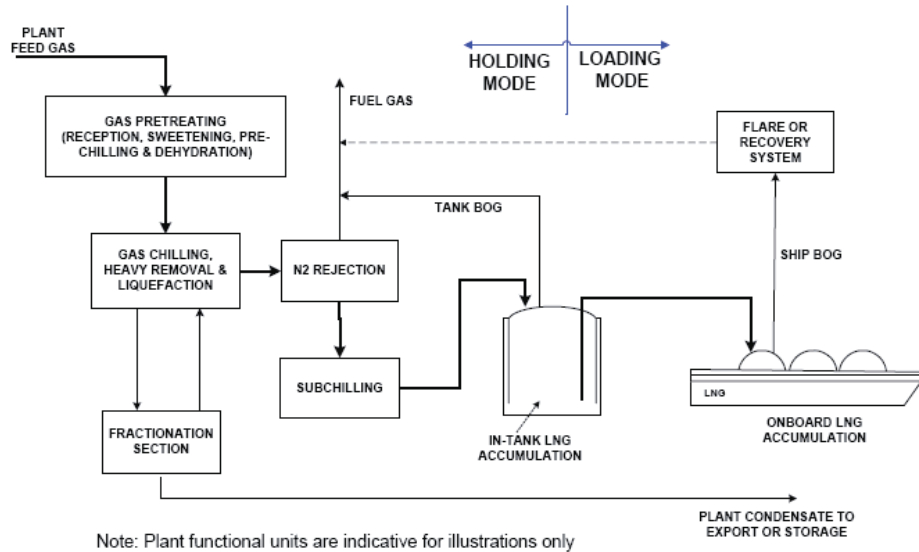 PLANT
FEED GAS
HOLDING
MODE
LOADING
MODE
FUEL GAS
GAS PRETREATING
(RECEPTION, SWEETENING, PRE-
CHILLING & DEHYDRATION)
FLARE OR
RECOVERY
SYSTEM
TANK BOG
GAS CHILLING,
HEAVY REMOVAL &
LIQUEFACTION
N2 REJECTION
SHIP BOG
SUBCHILLING
LNG
FRACTIONATION
SECTION
IN-TANK LNG
ACCUMULATION
ONBOARD LNG
ACCUMULATION
PLANT CONDENSATE TO
EXPORT OR STORAGE
Note: Plant functional units are indicative for illustrations only